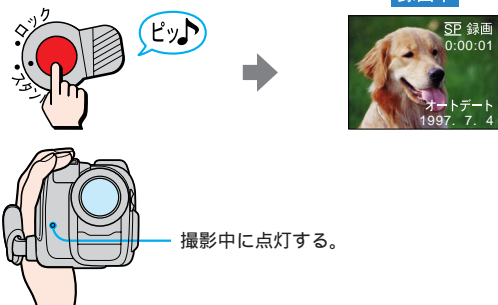 ロック
スタン
ピッ♪
SP 録画
0:00:01
オートデート
1997. 7. 4
撮影中に点灯する。